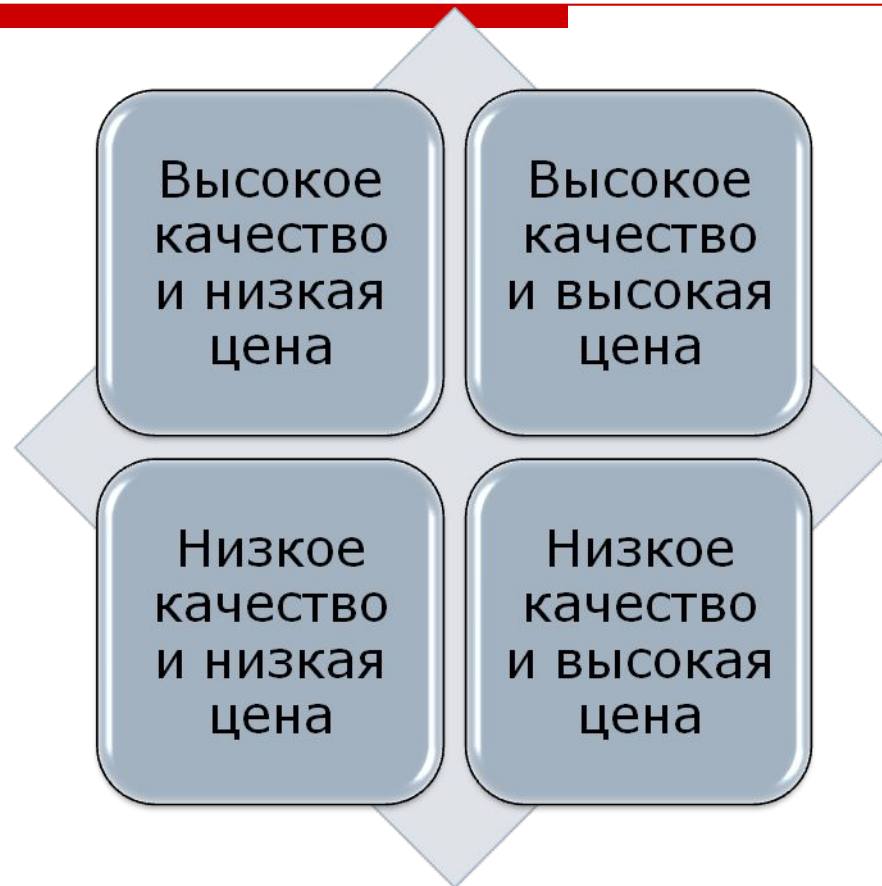 Высокое
качество
и низкая
цена
Высокое
качество
и высокая
цена
Низкое
качество
и низкая
цена
Низкое
качество
и высокая
цена